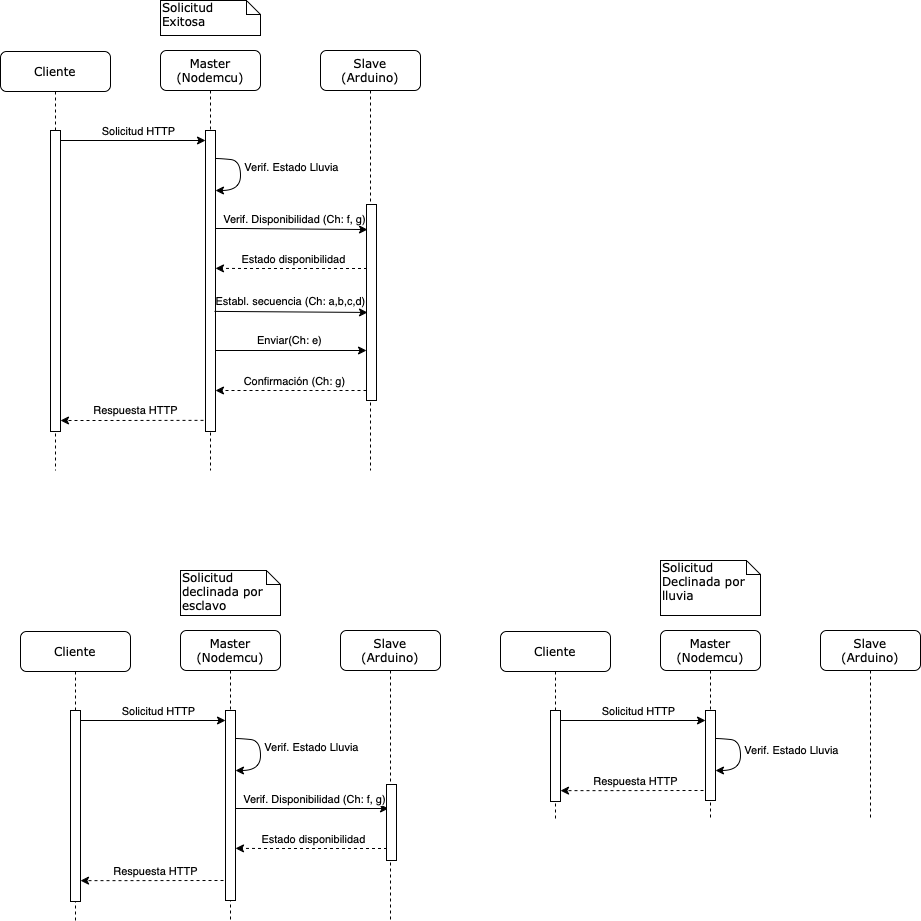 Solicitud
Exitosa
Cliente
Master
(Nodemcu)
Slave
(Arduino)
Solicitud HTTP
Verif. Estado Lluvia
Verif. Disponibilidad (Ch: f, g)
Estado disponibilidad
Establ. secuencia (Ch: a,b,c,d)
Enviar(Ch: e)
Confirmación (Ch: g)
Respuesta HTTP
Solicitud
declinada por
esclavo
Cliente
Master
(Nodemcu)
Slave
(Arduino)
Solicitud HTTP
Verif. Estado Lluvia
Verif. Disponibilidad (Ch: f, g)
Estado disponibilidad
Respuesta HTTP
Solicitud
Declinada por
lluvia
Cliente
Master
(Nodemcu)
Slave
(Arduino)
Solicitud HTTP
Verif. Estado Lluvia
Respuesta HTTP